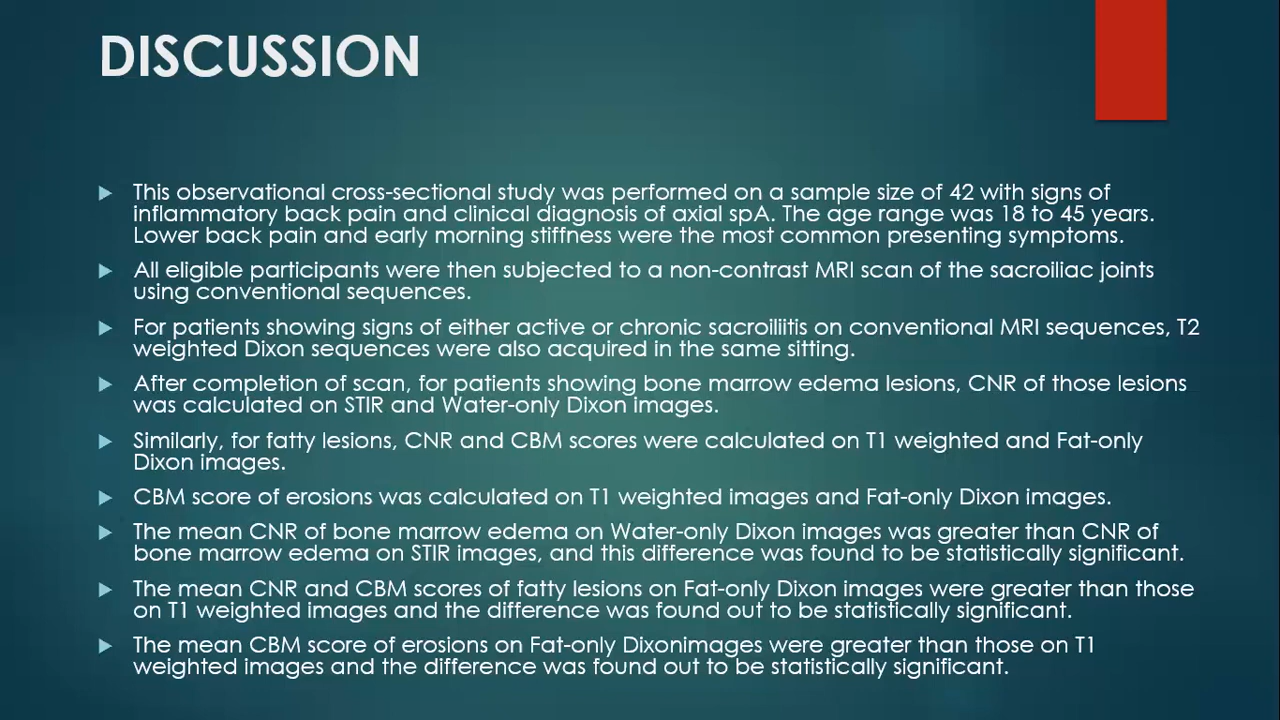 DISCUSSION
This observational cross-sectional study was performed on a sample size of 42 with signs of
inflammatory back pain and clinical diagnosis of axial spA. The age range was 18 to 45 years.
Lower back pain and early morning stiffness were the most common presenting symptoms.
All eligible participants were then subjected to a non-contrast MRI scan of the sacroiliac joints
using conventional sequences.
For patients showing signs of either active or chronic sacroiliitis on conventional MRI sequences, T2
weighted Dixon sequences were also acquired in the same sitting.
After completion of scan, for patients showing bone marrow edema lesions, CNR of those lesions
was calculated on STIR and Water-only Dixon images.
Similarly, for fatty lesions, CNR and CBM scores were calculated on T1 weighted and Fat-only
Dixon images.
CBM score of erosions was calculated on T1 weighted images and Fat-only Dixon images.
The mean CNR of bone marrow edema on Water-only Dixon images was greater than CNR of
bone marrow edema on STIR images, and this difference was found to be statistically significant.
The mean CNR and CBM scores of fatty lesions on Fat-only Dixon images were greater than those
on T1 weighted images and the difference was found out to be statistically significant.
The mean CBM score of erosions on Fat-only Dixonimages were greater than those on T1
weighted images and the difference was found out to be statistically significant.